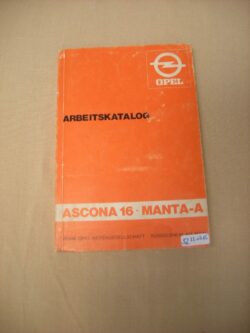 OPEL
ARBEITSKATALOG
ASCONA 16 - MANTA-A